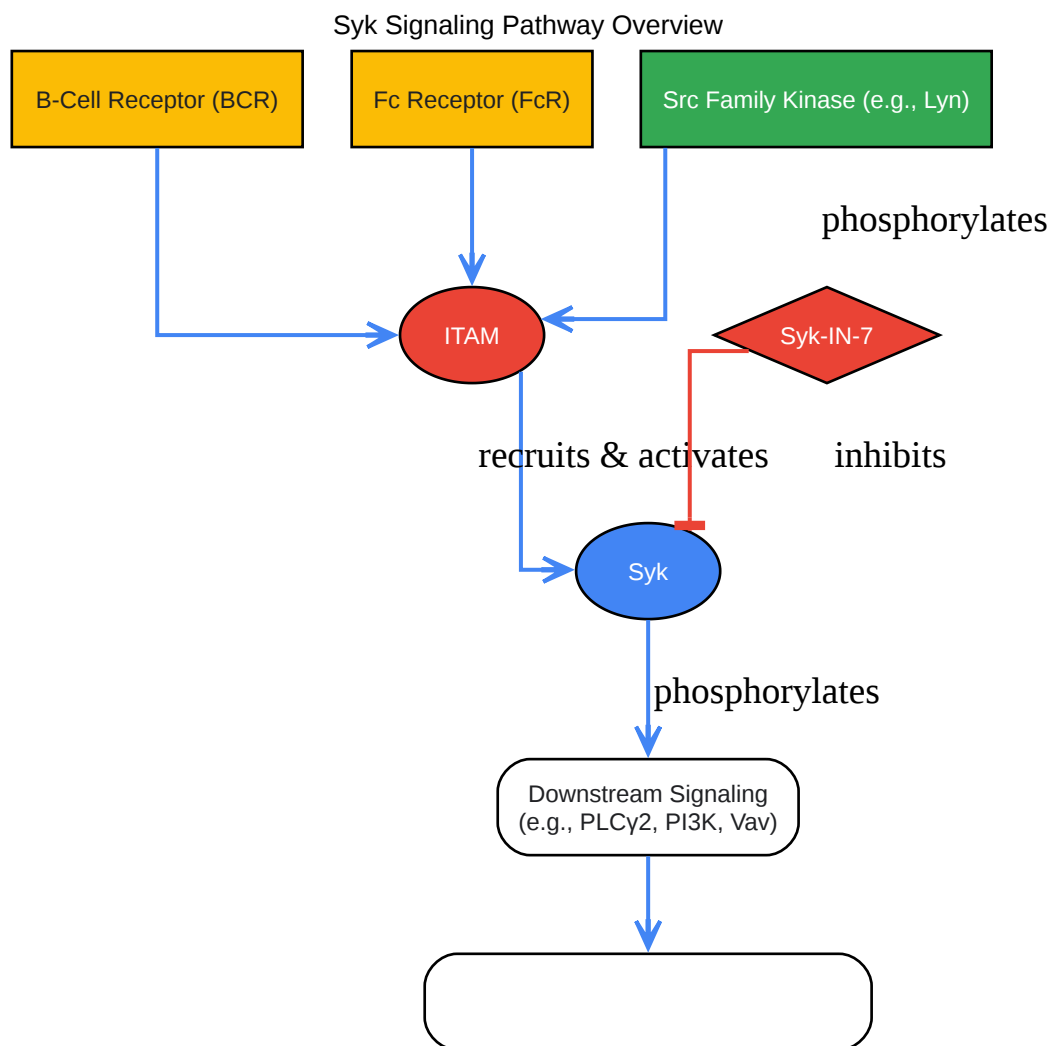 Syk Signaling Pathway Overview
B-Cell Receptor (BCR)
Fc Receptor (FcR)
Src Family Kinase (e.g., Lyn)
phosphorylates
ITAM
Syk-IN-7
recruits & activates
inhibits
Syk
phosphorylates
Downstream Signaling
(e.g., PLCγ2, PI3K, Vav)